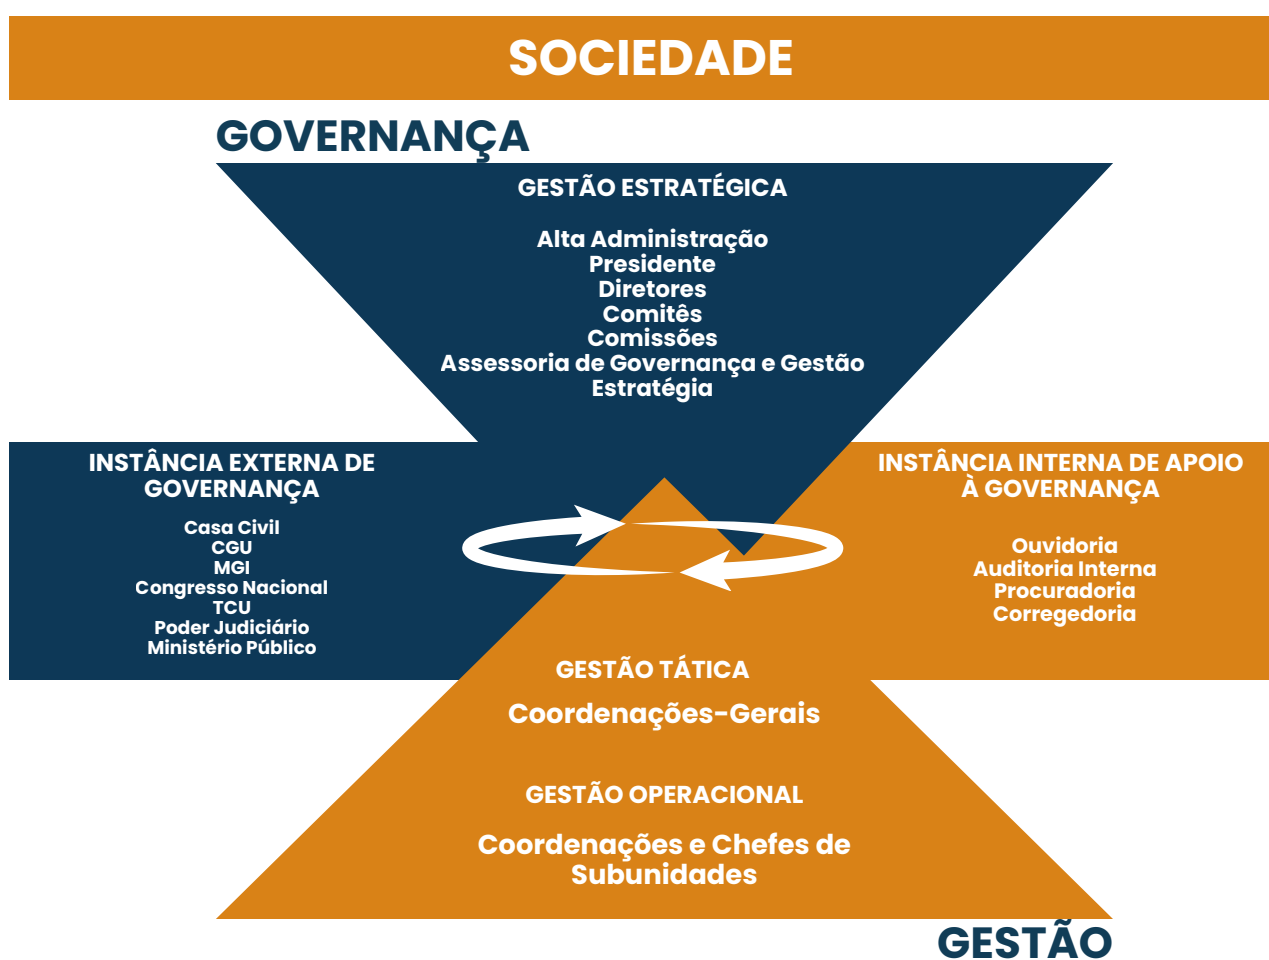 SOCIEDADE
GOVERNANÇA
GESTÃO ESTRATÉGICA
Alta Administração
Presidente
Diretores
Comitês
Comissões
Assessoria de Governança e Gestão
Estratégia
INSTÂNCIA EXTERNA DE
GOVERNANÇA
Casa Civil
CGU
MGI
Congresso Nacional
TCU
Poder Judiciário
Ministério Público
INSTÂNCIA INTERNA DE APOIO
À GOVERNANÇA
Ouvidoria
Auditoria Interna
Procuradoria
Corregedoria
GESTÃO TÁTICA
Coordenações-Gerais
GESTÃO OPERACIONAL
Coordenações e Chefes de
Subunidades
GESTÃO